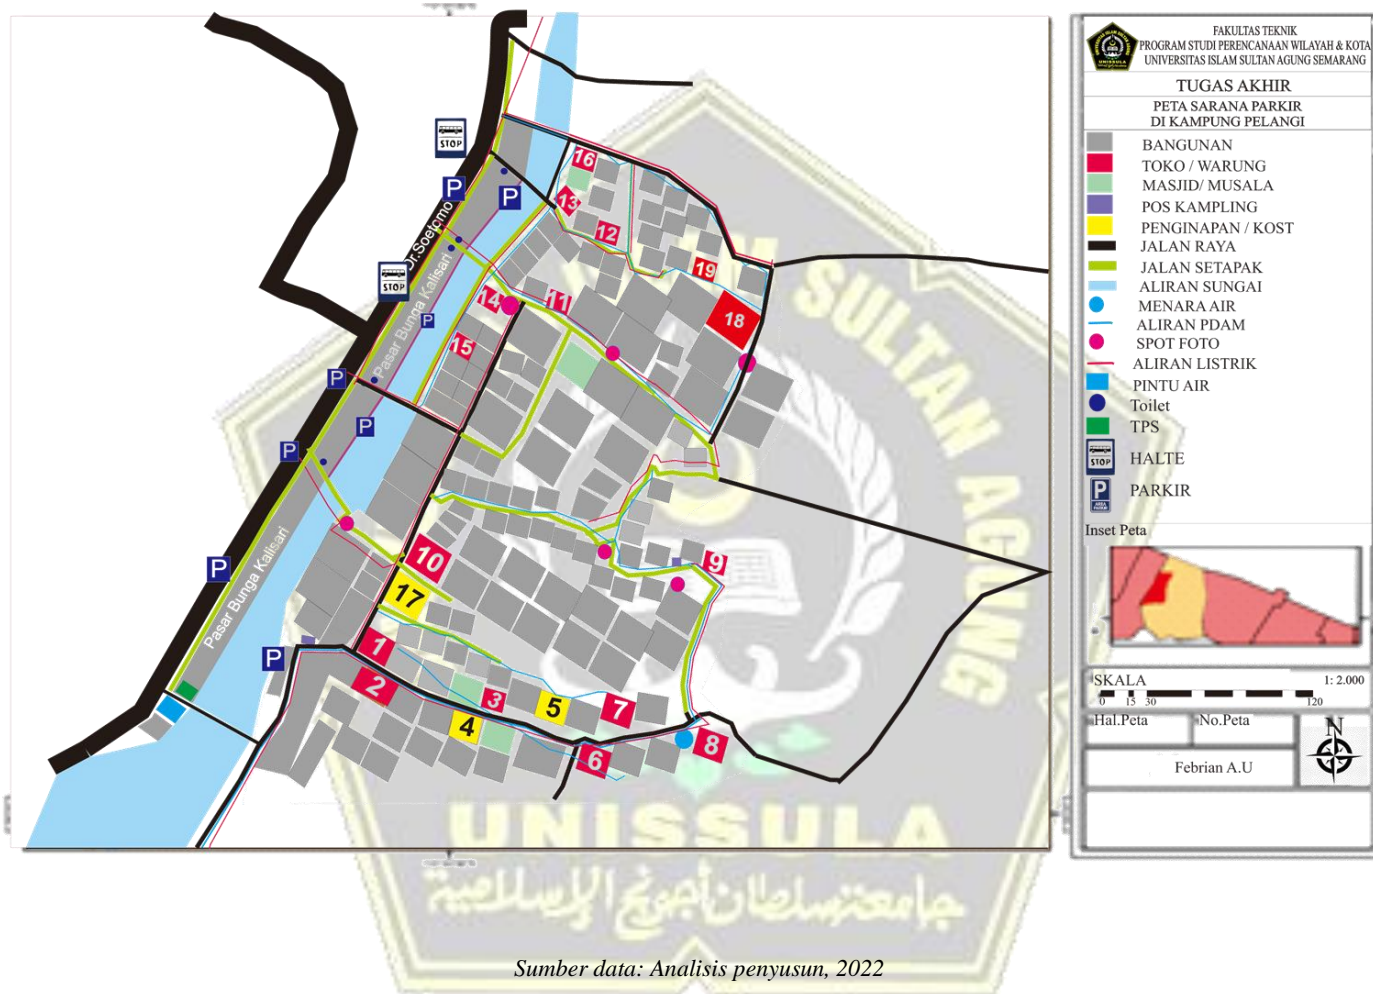 FAKULTAS TEKNIK
PROGRAM STUDI PERENCANAAN WILAYAH & KOTA
UNIVERSITAS ISLAM SULTAN AGUNG SEMARANG
UNISSULA
TUGAS AKHIR
PETA SARANA PARKIR
DI KAMPUNG PELANGI
BANGUNAN
TOKO / WARUNG
MASJID/ MUSALA
POS KAMPLING
PENGINAPAN / KOST
JALAN RAYA
JALAN SETAPAK
ALIRAN SUNGAI
MENARA AIR
ALIRAN PDAM
SPOT FOTO
ALIRAN LISTRIK
PINTU AIR
Toilet
TPS
STOP
HALTE
P
PARKIR
Inset Peta
SKALA
1: 2.000
0 15 30 120
Hal.Peta
No.Peta
N
Febrian A.U
STOP
P
P
Dr.Soetomo
STOP
Pasar Bunga Kalisari
P
P
P
P
P
Pasar Bunga Kalisari
P
16
13
12
19
14
11
18
15
10
9
17
1
2
3
5
7
4
6
8
SULTAN AGUNG
UNISSULA
جامعتسلطان أجونج الإسلامية
Sumber data: Analisis penyusun, 2022